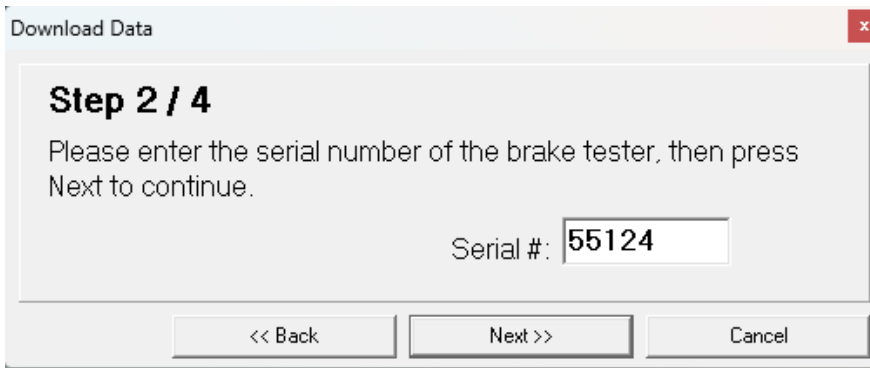 Download Data
x
Step 2 / 4
Please enter the serial number of the brake tester, then press
Next to continue.
Serial #: 55124
<< Back Next >> Cancel